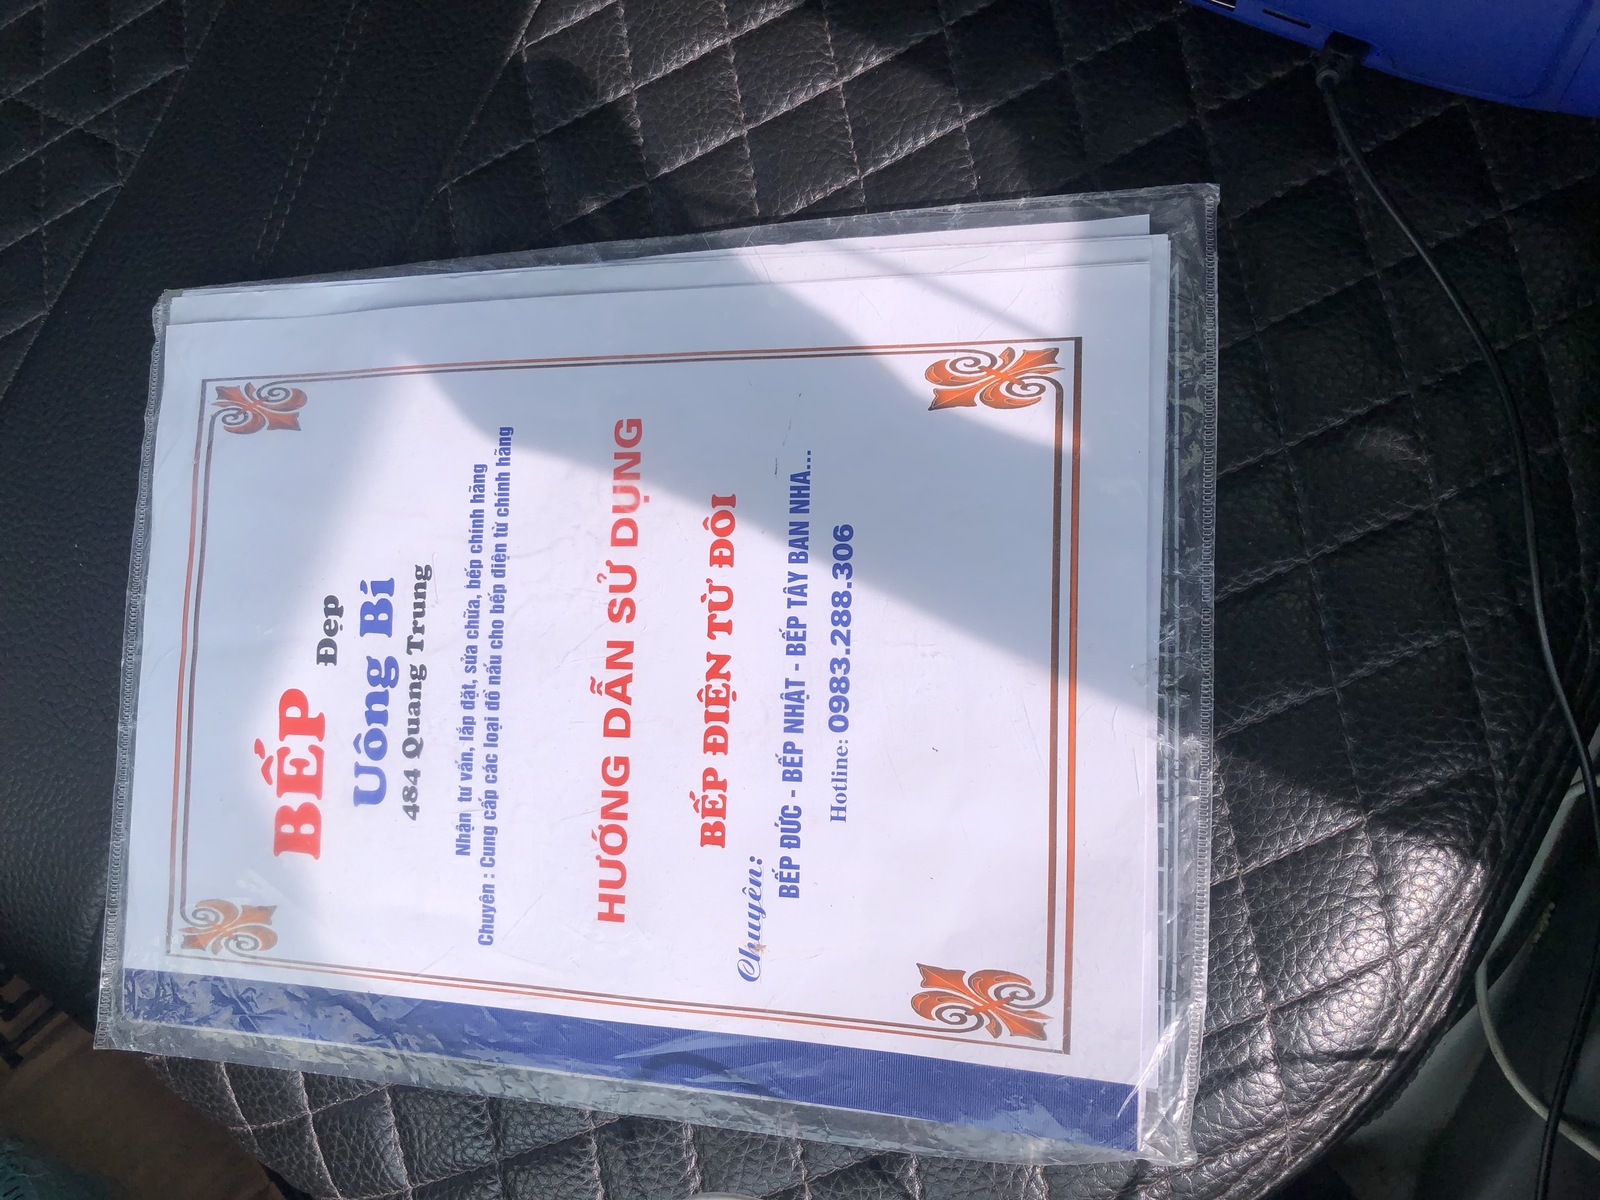 BẾP
Đẹp
Uông Bí
484 Quang Trung
Nhận tư vấn, lắp đặt, sửa chữa, bếp chính hãng
Chuyên : Cung cấp các loại đồ nấu cho bếp điện từ chính hãng
HƯỚNG DẪN SỬ DỤNG
BẾP ĐIỆN TỪ ĐÔI
Chuyên:
BẾP ĐỨC - BẾP NHẬT - BẾP TÂY BAN NHA...
Hotline: 0983.288.306